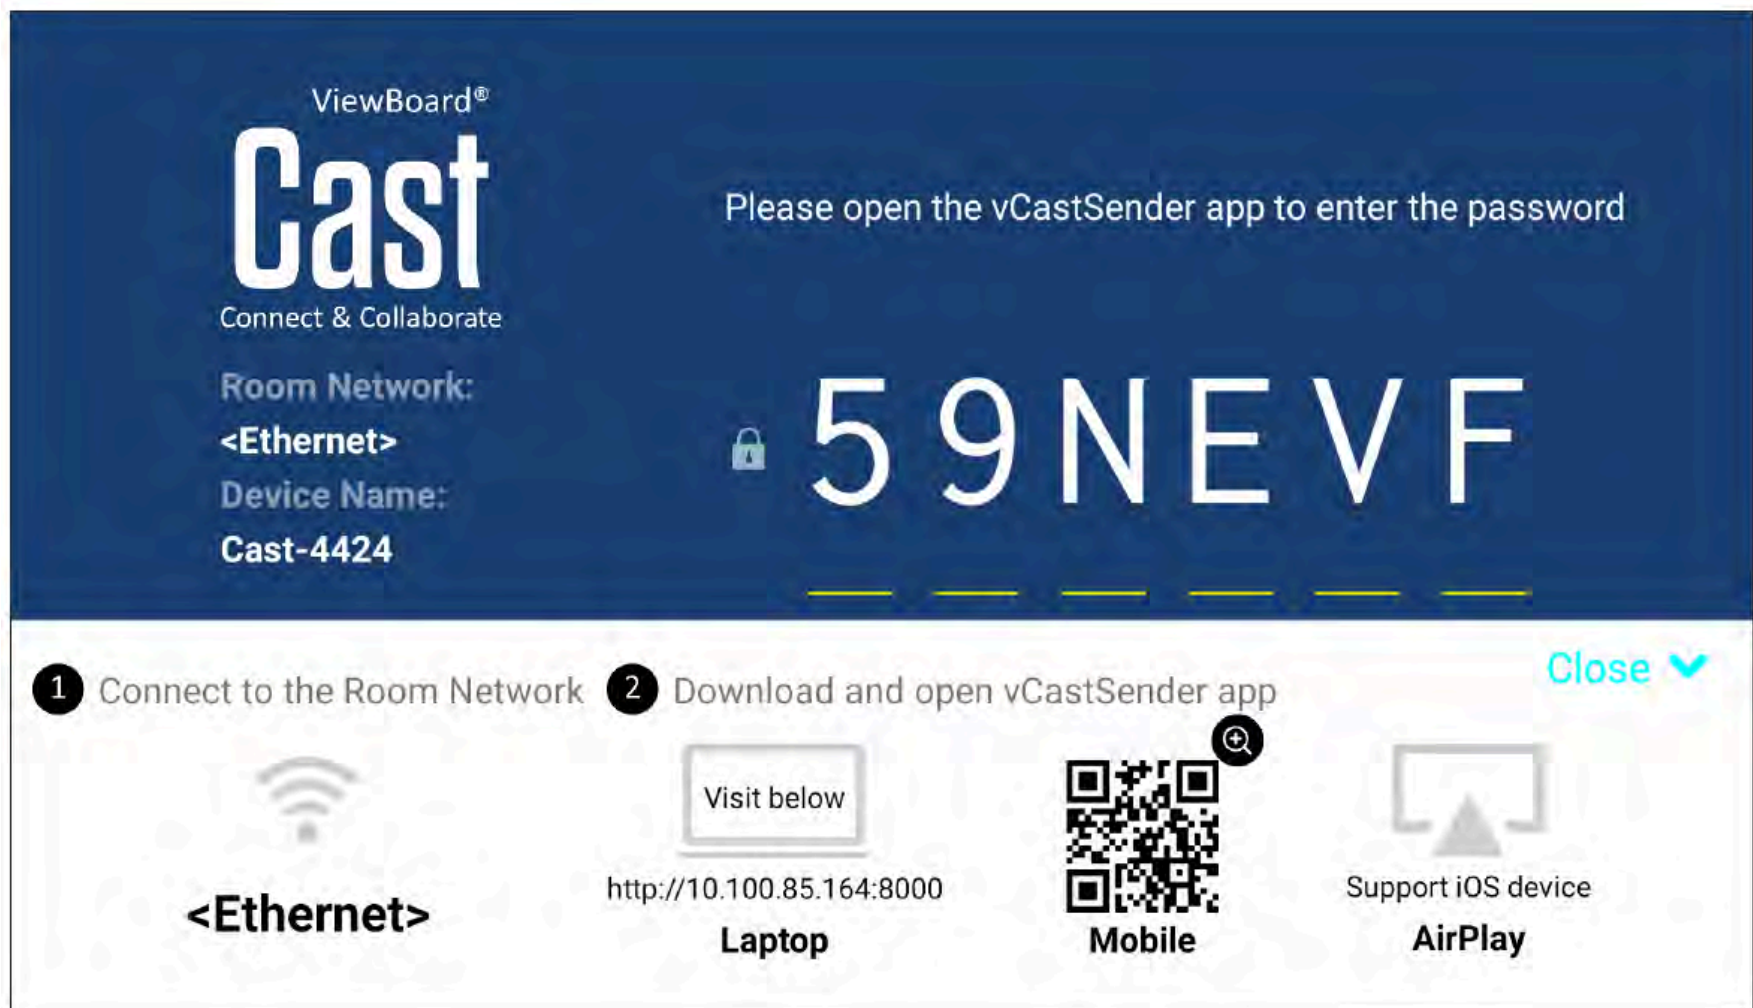 ViewBoard®
Cast
Connect & Collaborate
Room Network:
<Ethernet>
Device Name:
Cast-4424
Please open the vCastSender app to enter the password
59NEVF
1 Connect to the Room Network
<Ethernet>
2 Download and open vCastSender app
Close
Visit below
http://10.100.85.164:8000
Laptop
Mobile
Support iOS device
AirPlay